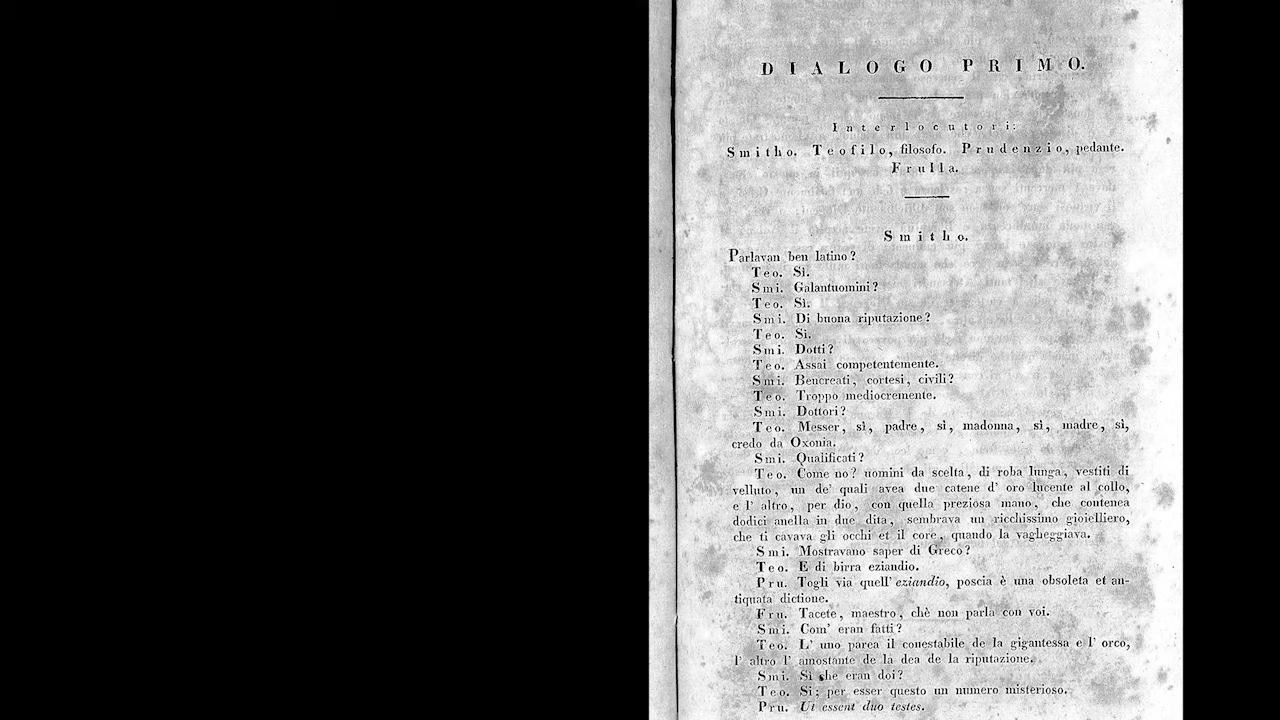 DIALOGO PRIMO.
Interlocutori:
Smitho. Teofilo, filosofo. Prudenzio, pedante.
Frulla.
Smitho.
Parlavan ben latino?
Teo. Sì.
Smi. Galantuomini?
Teo. Sì.
Smi. Di buona riputazione?
Teo. Sì.
Smi. Dotti?
Teo. Assai competentemente.
Smi. Bencreati, cortesi, civili?
Teo. Troppo mediocremente.
Smi. Dottori?
Teo. Messer, sì, padre, sì, madonna, sì, madre, sì,
credo da Oxonia.
Smi. Qualificati?
Teo. Come no? uomini da scelta, di roba lunga, vestiti di
velluto, un de' quali avea due catene d' oro lucente al collo,
e l' altro, per dio, con quella preziosa mano, che contenea
dodici anella in due dita, sembrava un ricchissimo gioielliero,
che ti cavava gli occhi et il core, quando la vagheggiava.
Smi. Mostravano saper di Greco?
Teo. E di birra eziandio.
Pru. Togli via quell' eziandio, poscia è una obsoleta et an-
tiquata dictione.
Fru. Tacete, maestro, chè non parla con voi.
Smi. Com' eran fatti?
Teo. L' uno parea il conestabile de la gigantessa e l' orco,
l' altro l' amostante de la dea de la riputazione.
Smi. Sì che eran doi?
Teo. Sì; per esser questo un numero misterioso.
Pru. Ut essent duo testes.